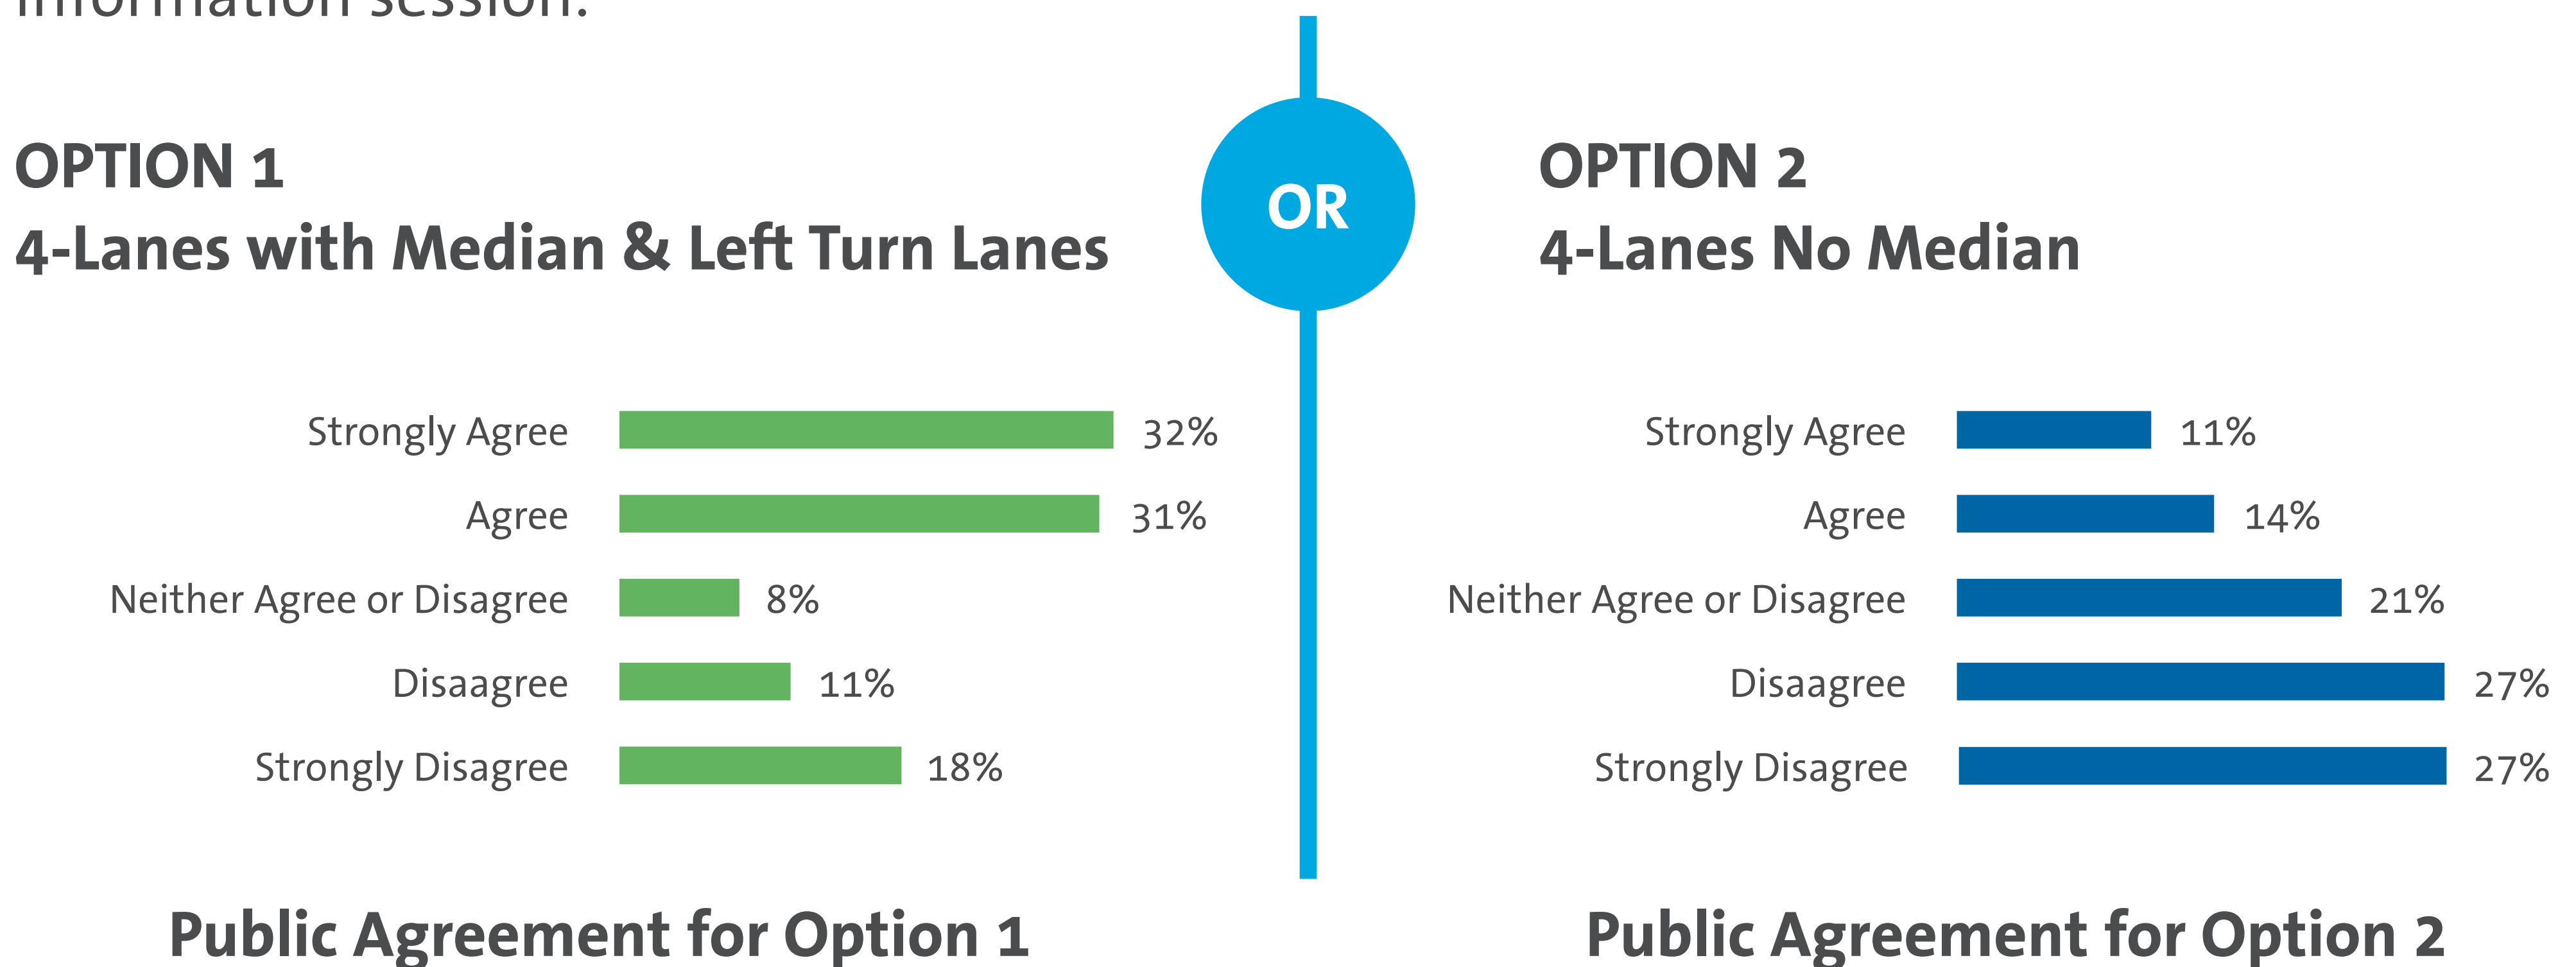 information session.
OPTION 1
4-Lanes with Median & Left Turn Lanes
Strongly Agree 32%
Agree 31%
Neither Agree or Disagree 8%
Disaagree 11%
Strongly Disagree 18%
Public Agreement for Option 1
OR
OPTION 2
4-Lanes No Median
Strongly Agree 11%
Agree 14%
Neither Agree or Disagree 21%
Disaagree 27%
Strongly Disagree 27%
Public Agreement for Option 2